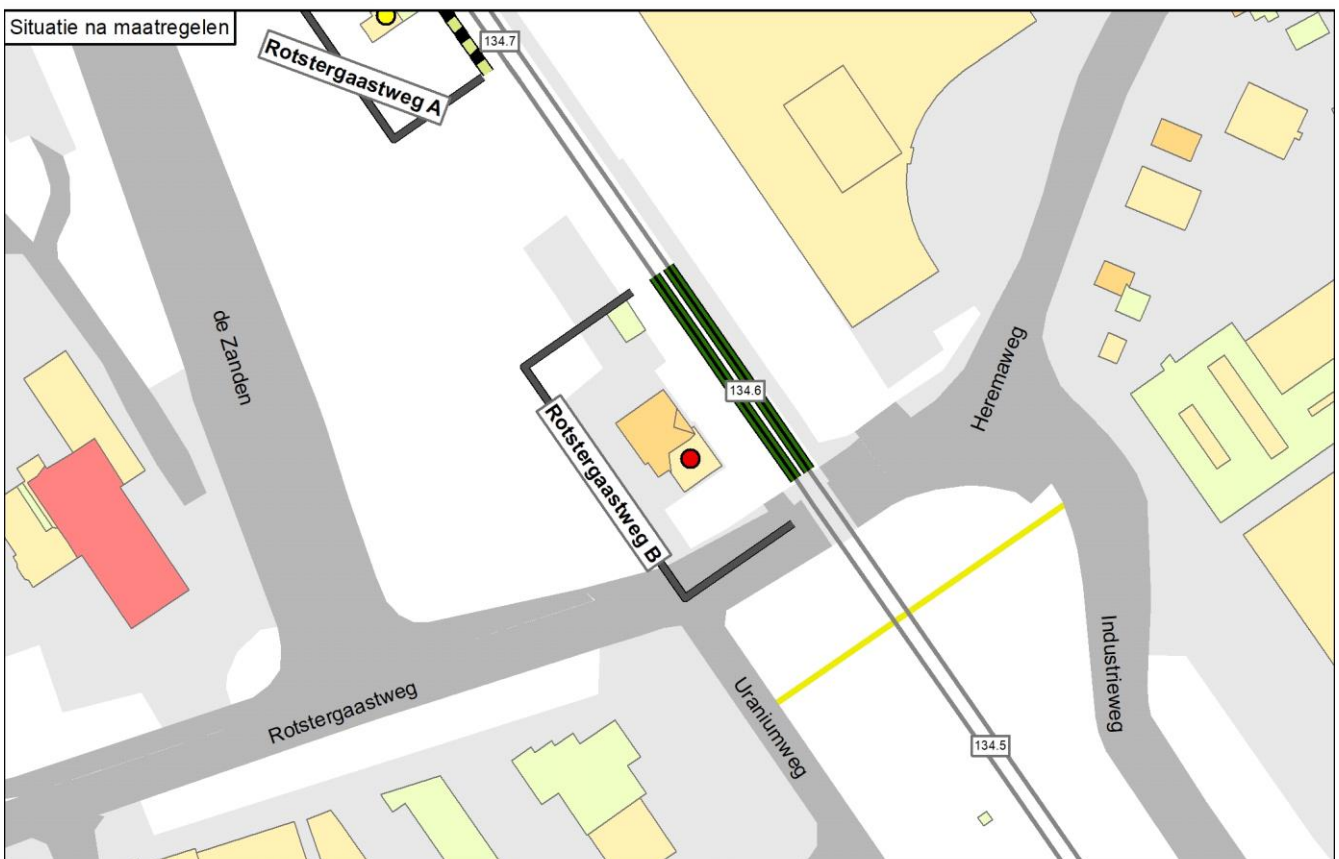 Situatie na maatregelen
134.7
Rotstergaastweg A
de Zanden
134.6
Heremaweg
Rotstergaastweg B
Industrieweg
Rotstergaastweg
Uraniumweg
134.5